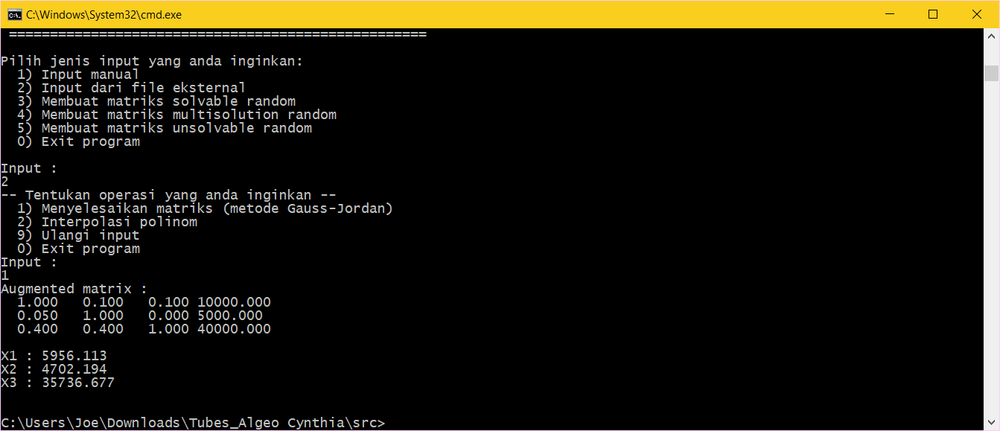 C:\Windows\System32\cmd.exe
===================================================
Pilih jenis input yang anda inginkan:
1) Input manual
2) Input dari file eksternal
3) Membuat matriks solvable random
4) Membuat matriks multisolution random
5) Membuat matriks unsolvable random
0) Exit program
Input :
2
-- Tentukan operasi yang anda inginkan --
1) Menyelesaikan matriks (metode Gauss-Jordan)
2) Interpolasi polinom
9) Ulangi input
0) Exit program
Input :
1
Augmented matrix :
1.000 0.100 0.100 10000.000
0.050 1.000 0.000 5000.000
0.400 0.400 1.000 40000.000
X1 : 5956.113
X2 : 4702.194
X3 : 35736.677
C:\Users\Joe\Downloads\Tubes_Algeo Cynthia\src>